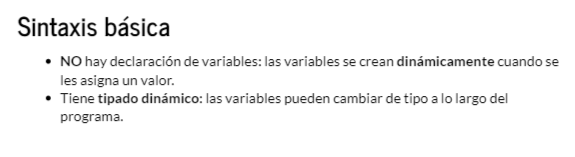 Sintaxis básica
• NO hay declaración de variables: las variables se crean dinámicamente cuando se
les asigna un valor.
• Tiene tipado dinámico: las variables pueden cambiar de tipo a lo largo del
programa.